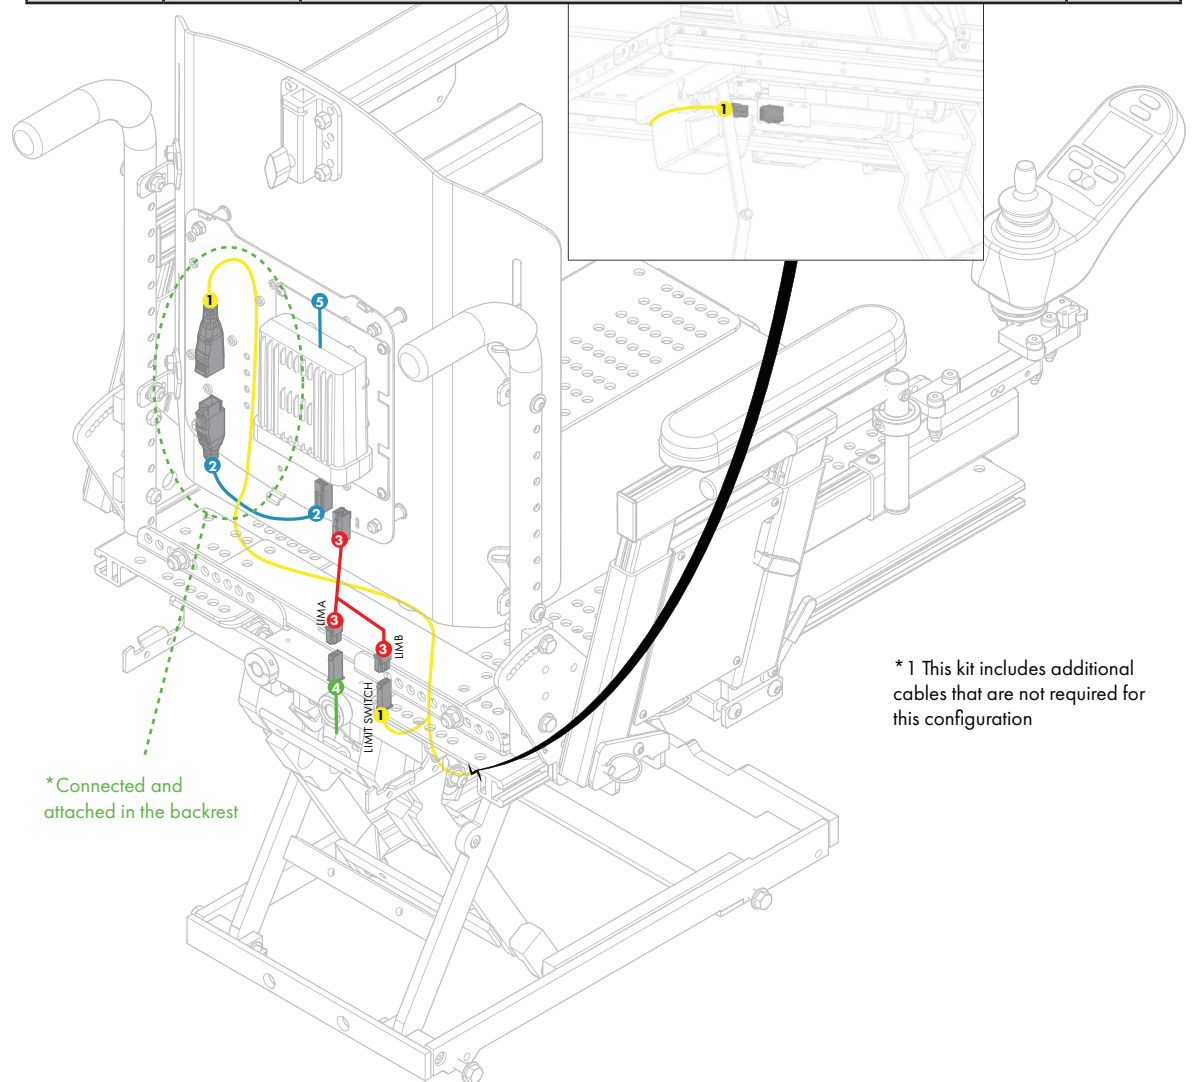 1
1
5
2
2
3
LIMA
3
3
LIMB
4
LIMIT SWITCH
1
*1 This kit includes additional
cables that are not required for
this configuration
*Connected and
attached in the backrest